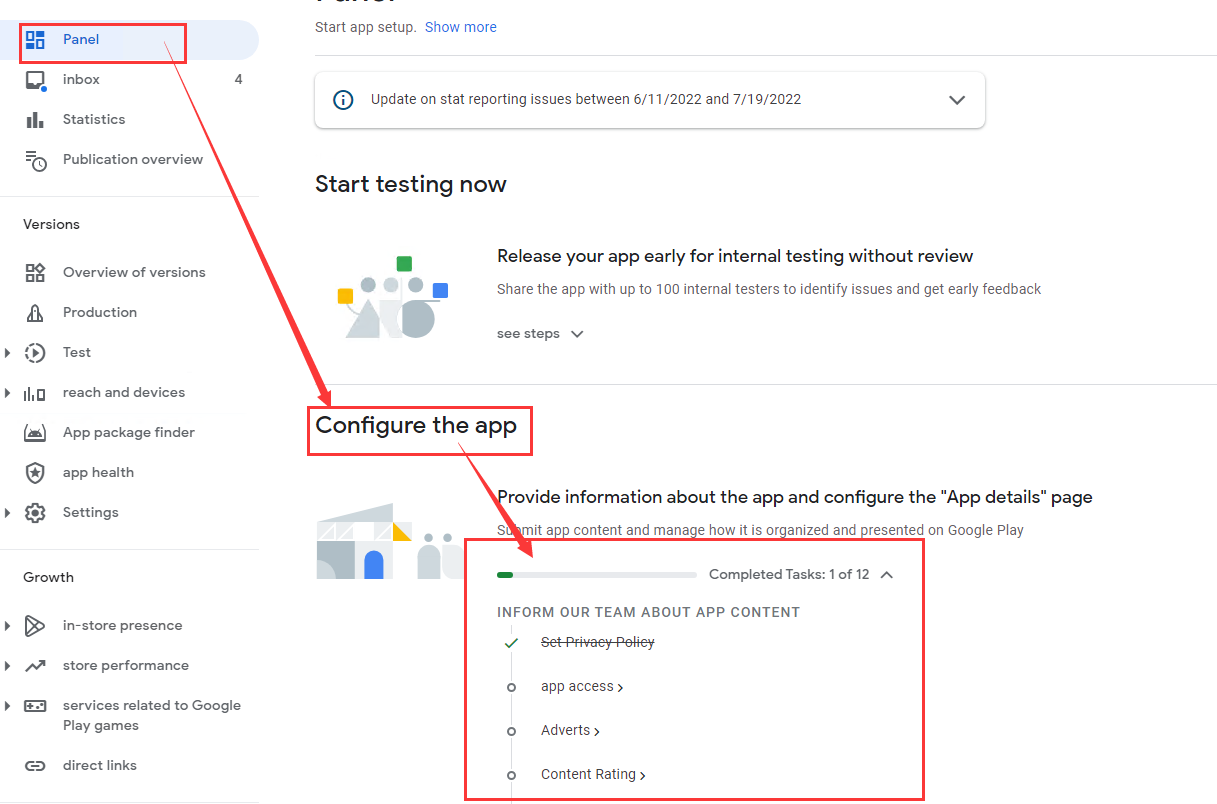 Panel
Start app setup. Show more
Panel
inbox 4
Statistics
Publication overview
Update on stat reporting issues between 6/11/2022 and 7/19/2022
Start testing now
Release your app early for internal testing without review
Share the app with up to 100 internal testers to identify issues and get early feedback
see steps
Versions
Overview of versions
Production
Test
reach and devices
App package finder
app health
Settings
Configure the app
Provide information about the app and configure the "App details" page
Submit app content and manage how it is organized and presented on Google Play
Completed Tasks: 1 of 12
INFORM OUR TEAM ABOUT APP CONTENT
Set Privacy Policy
app access
Adverts
Content Rating
Growth
in-store presence
store performance
services related to Google
Play games
direct links